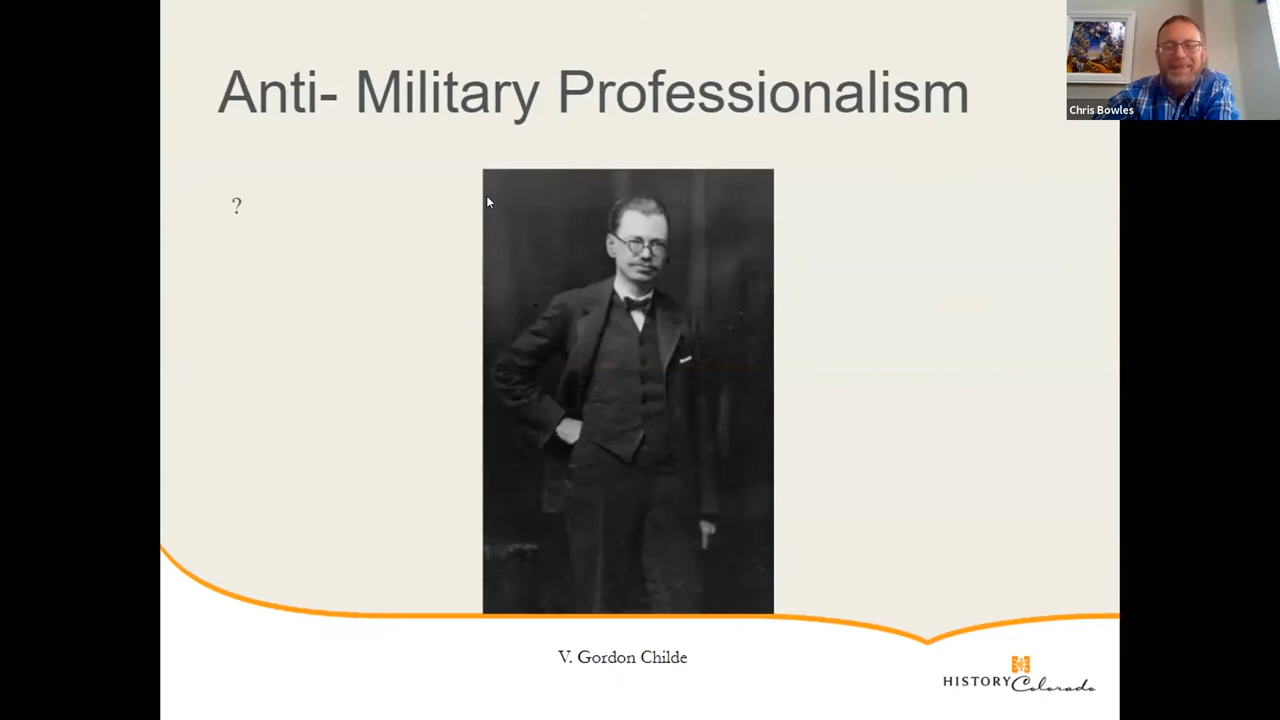 Anti- Military Professionalism
Chris Bowles
?
V. Gordon Childe
HISTORY Colorado